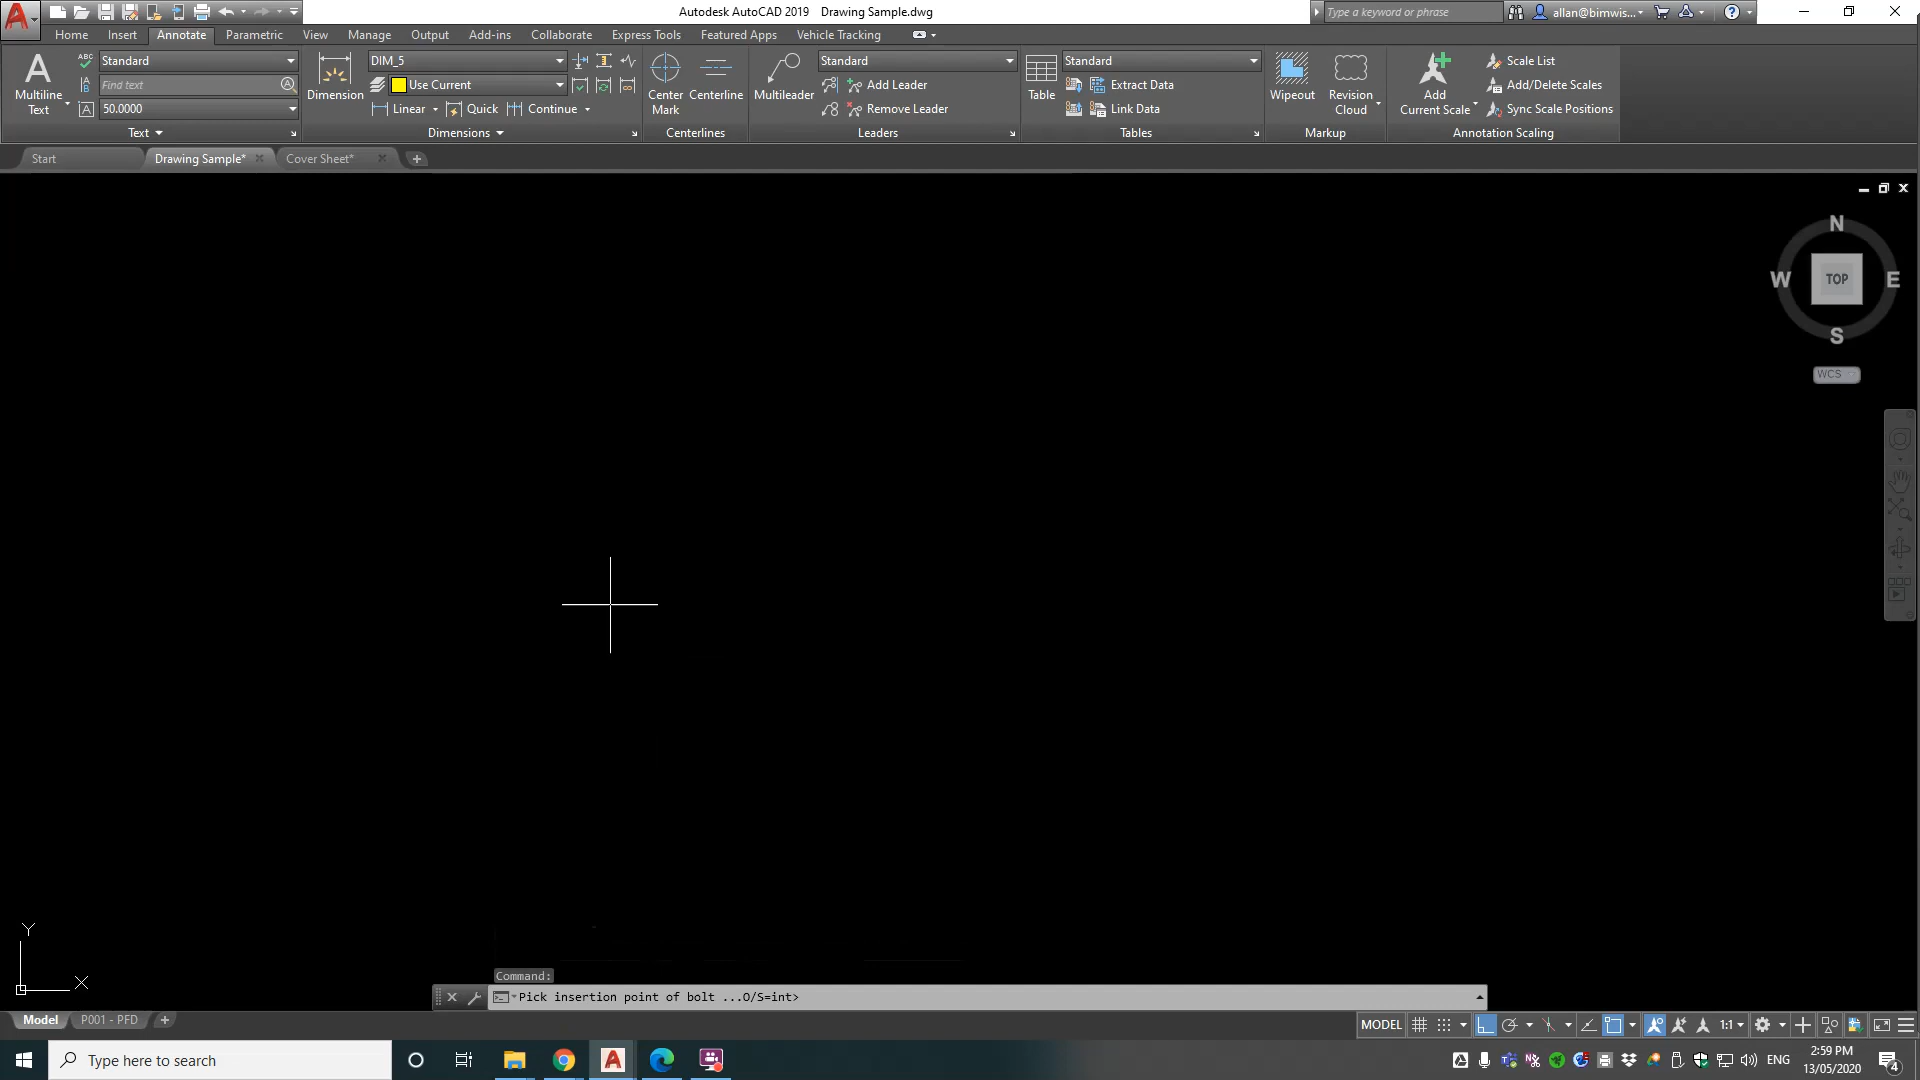 Autodesk AutoCAD 2019 Drawing Sample.dwg
Type a keyword or phrase
allan@bimwis...
Home Insert Annotate Parametric View Manage Output Add-ins Collaborate Express Tools Featured Apps Vehicle Tracking
Multiline
Text
ABC
Standard
Find text
50.0000
Text
Dimension
DIM_5
Use Current
Linear Quick Continue
Dimensions
Center
Mark
Centerline
Centerlines
Multileader
Standard
Add Leader
Remove Leader
Leaders
Table
Standard
Extract Data
Link Data
Tables
Wipeout
Revision
Cloud
Markup
Add
Current Scale
Scale List
Add/Delete Scales
Sync Scale Positions
Annotation Scaling
Start Drawing Sample* Cover Sheet*
N
W TOP E
S
WCS
Y
X
Command:
Pick insertion point of bolt ...O/S=int>
Model P001 - PFD
MODEL 1:1
Type here to search
ENG
2:59 PM
13/05/2020
4